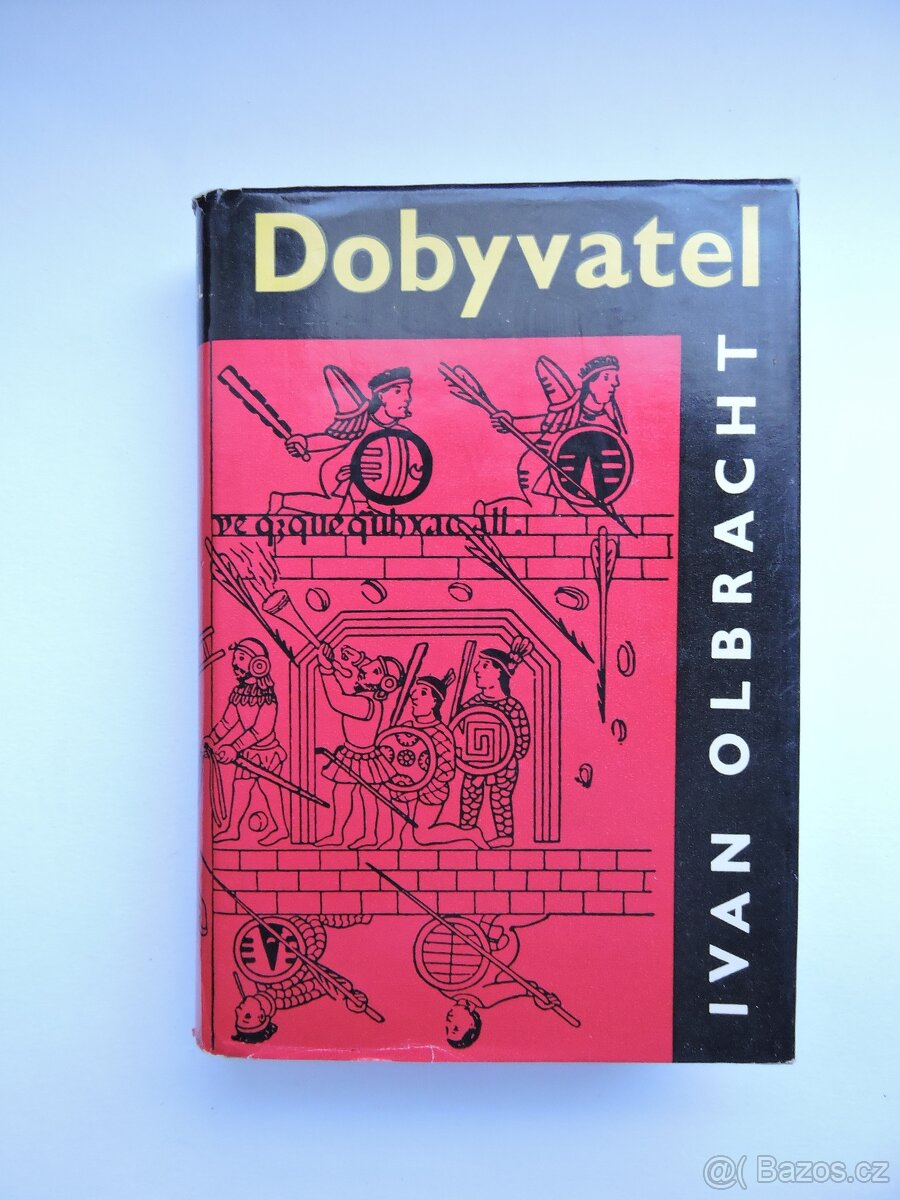 Dobyvatel
IVAN OLBRACHT
@( Bazos.cz